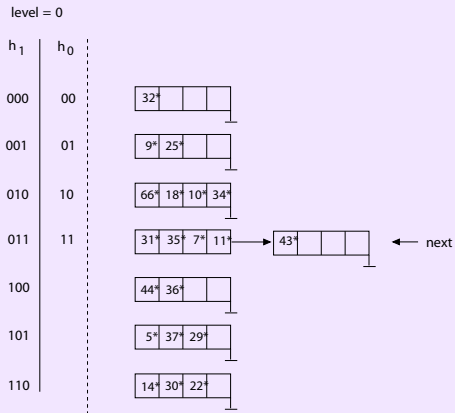 level = 0
h1 h0
000 00 32*
001 01 9* 25*
010 10 66* 18* 10* 34*
011 11 31* 35* 7* 11* 43* next
100 44* 36*
101 5* 37* 29*
110 14* 30* 22*